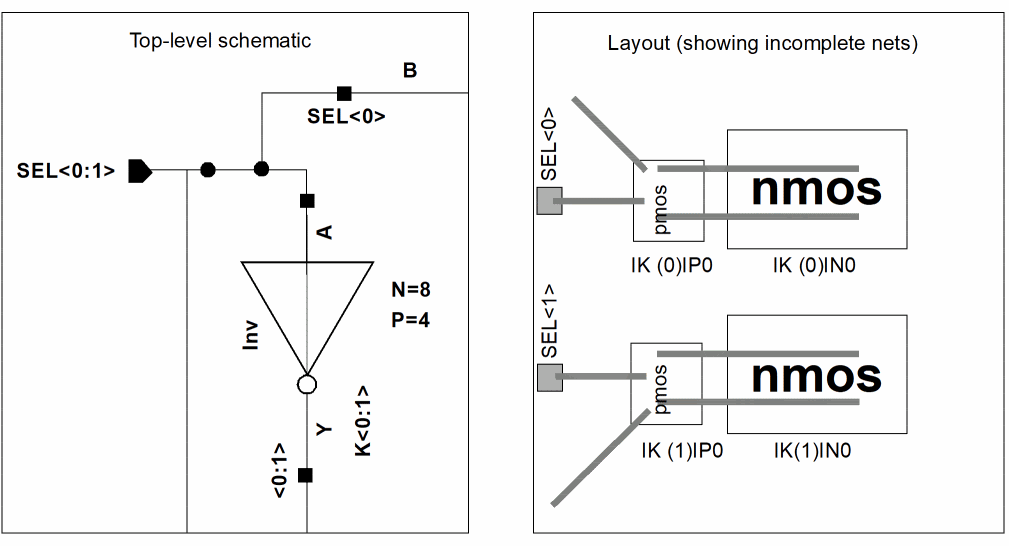 Top-level schematic
B
SEL<0>
SEL<0:1>
A
N=8
P=4
Inv
Y
K<0:1>
<0:1>
Layout (showing incomplete nets)
SEL<0>
pmos
nmos
IK (0)IP0
IK (0)IN0
SEL<1>
pmos
nmos
IK (1)IP0
IK(1)IN0